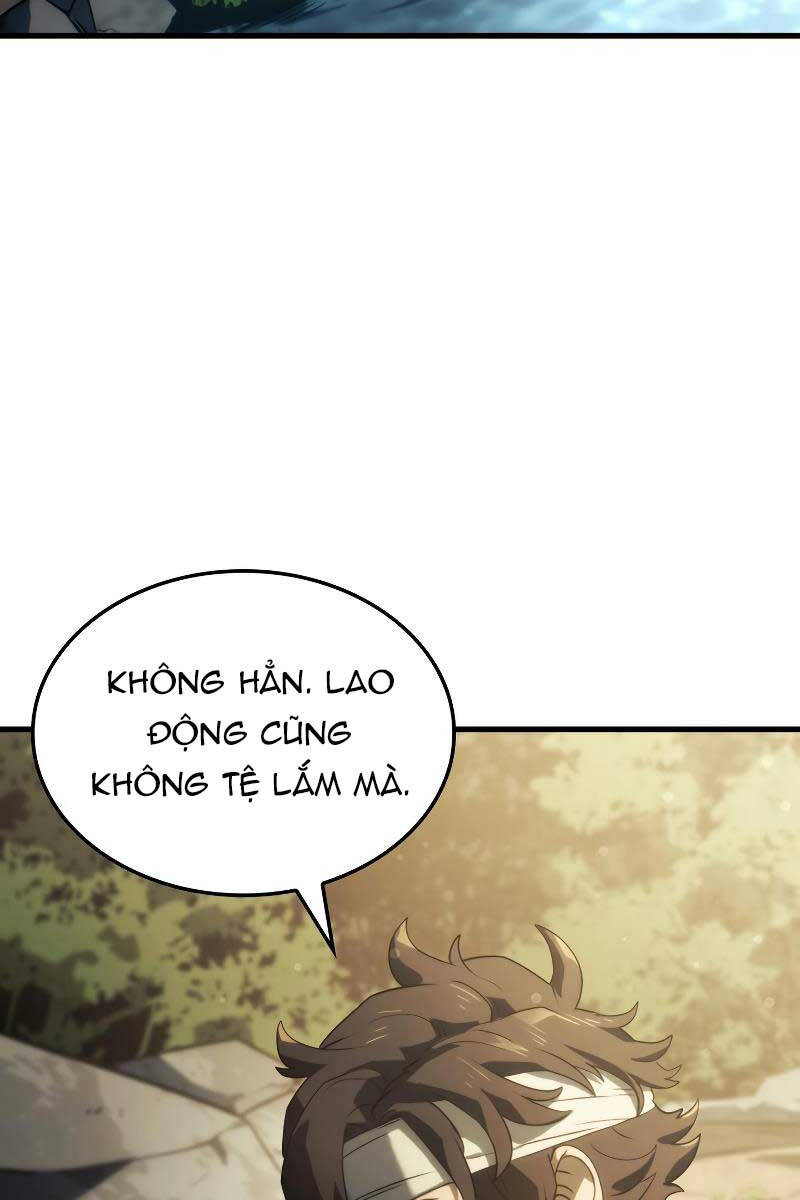 KHÔNG HẲN. LAO
ĐỘNG CŨNG
KHÔNG TỆ LẮM MÀ.